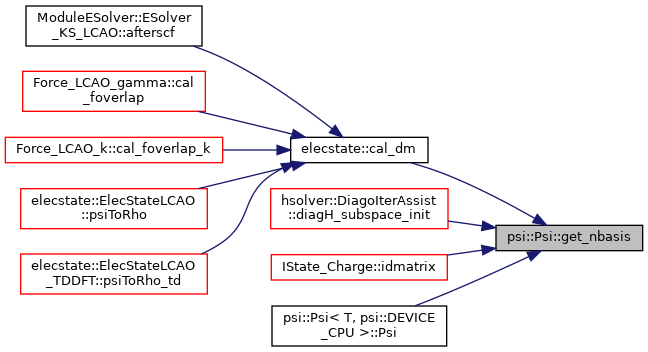 ModuleESolver::ESolver
_KS_LCAO::afterscf
Force_LCAO_gamma::cal
_foverlap
Force_LCAO_k::cal_foverlap_k
elecstate::ElecStateLCAO
::psiToRho
elecstate::ElecStateLCAO
_TDDFT::psiToRho_td
elecstate::cal_dm
hsolver::DiagoIterAssist
::diagH_subspace_init
IState_Charge::idmatrix
psi::Psi< T, psi::DEVICE
_CPU >::Psi
psi::Psi::get_nbasis